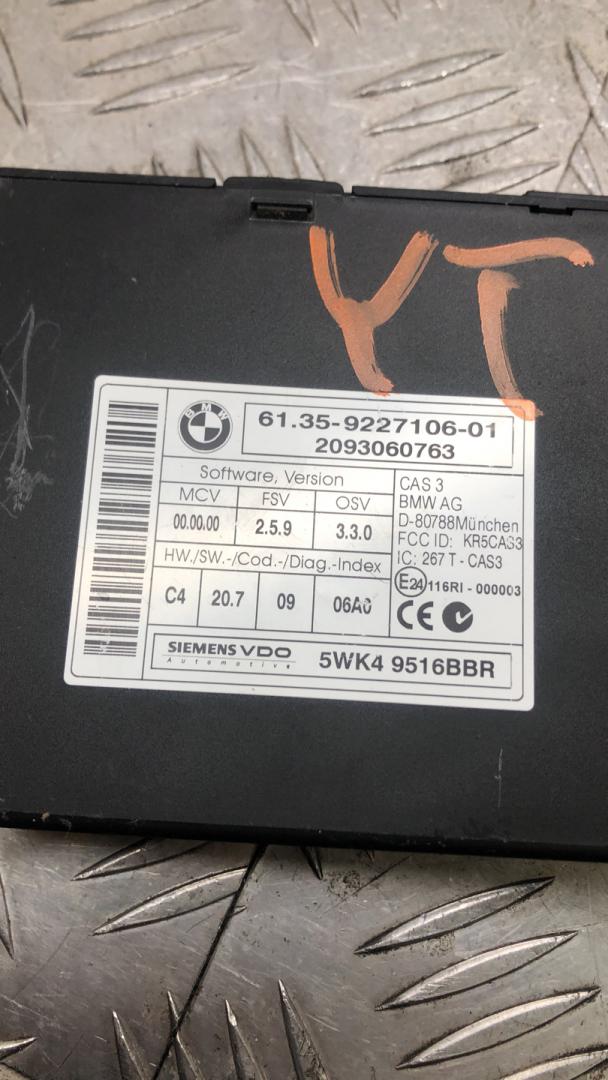 YT
BMW
61.35-9227106-01
2093060763
Software, Version
MCV FSV OSV
00.00.00 2.5.9 3.3.0
HW./SW.-/Cod.-/Diag.-Index
C4 20.7 09 06A0
CAS 3
BMW AG
D-80788München
FCC ID: KR5CAS3
IC: 267 T - CAS3
E24 116RI - 000003
CE
SIEMENS VDO
Automotive
5WK4 9516BBR